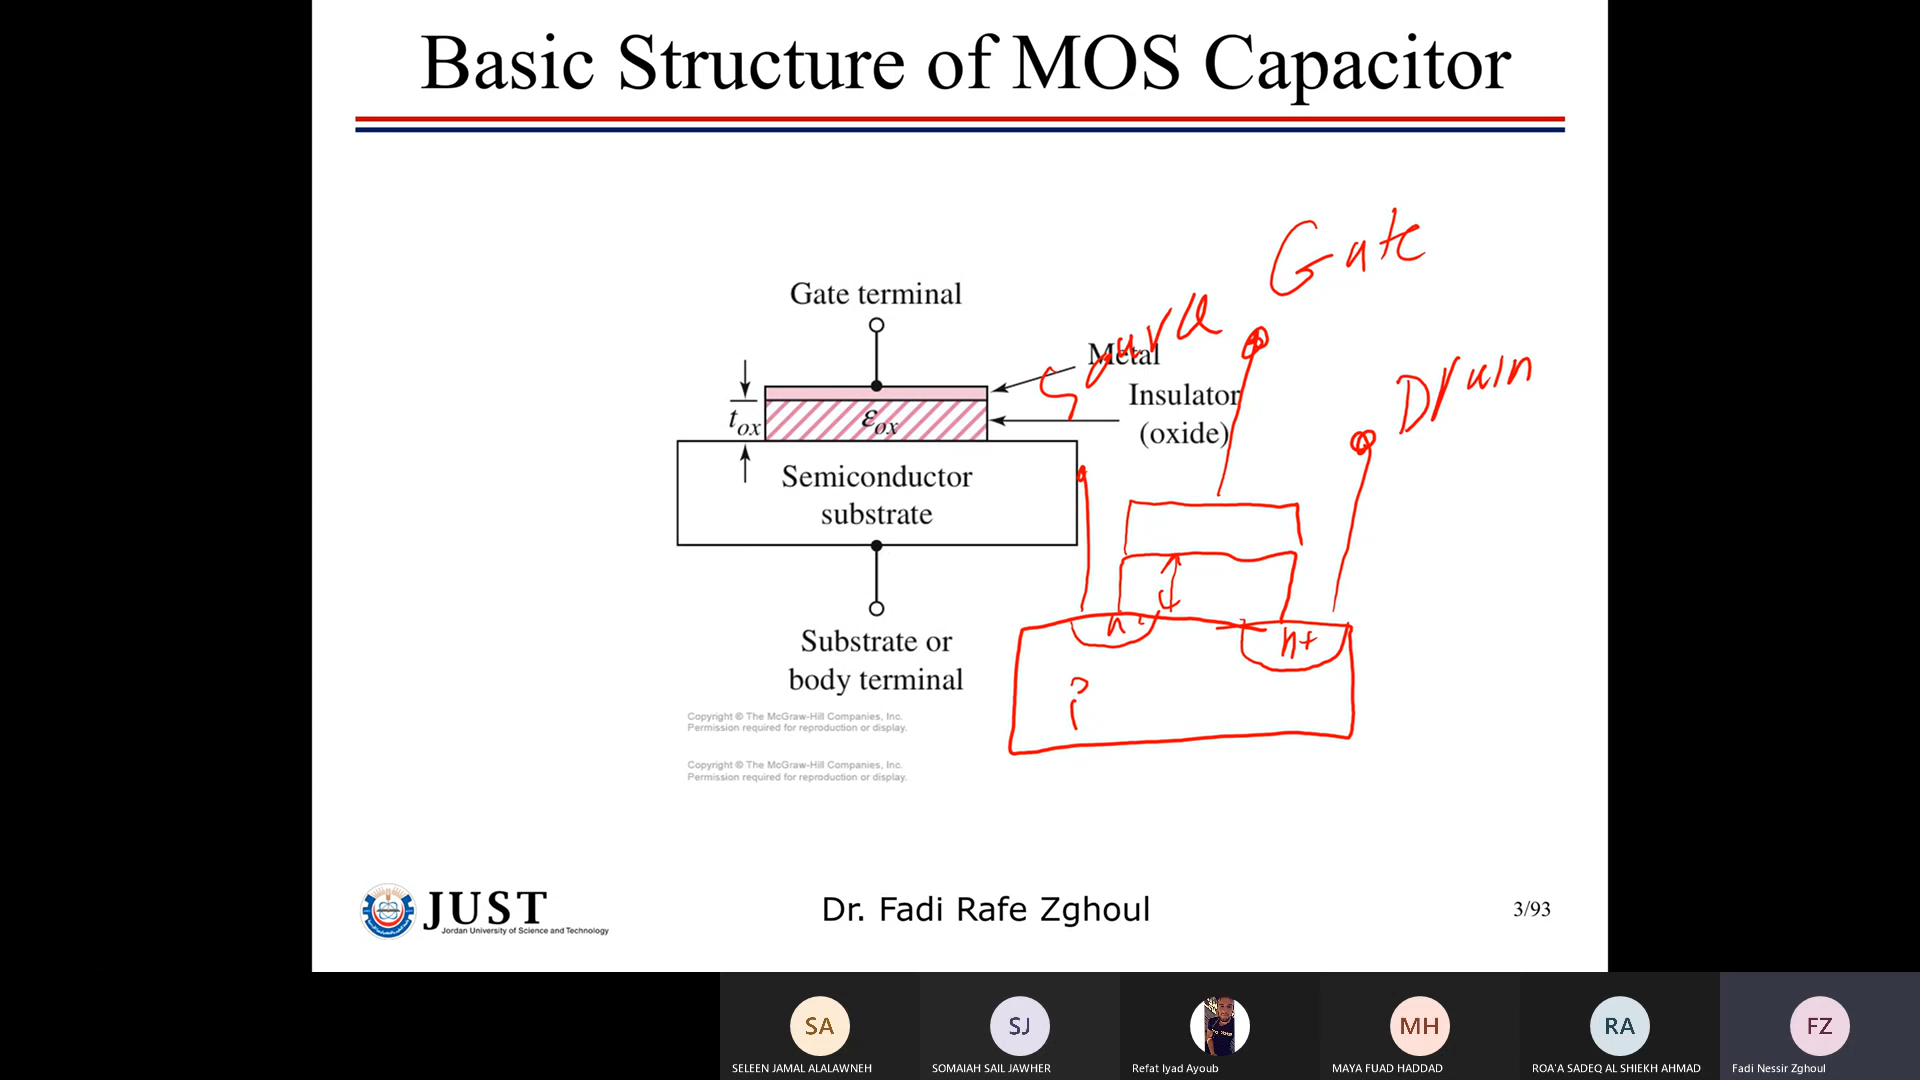 Basic Structure of MOS Capacitor
Gate
Source
Gate terminal
Metal
Drain
Insulator
(oxide)
tox
εox
Semiconductor
substrate
n
n+
Substrate or
body terminal
Copyright © The McGraw-Hill Companies, Inc.
Permission required for reproduction or display.
Copyright © The McGraw-Hill Companies, Inc.
Permission required for reproduction or display.
JUST
Jordan University of Science and Technology
Dr. Fadi Rafe Zghoul
3/93
SA
SJ
MH
RA
FZ
SELEEN JAMAL ALALAWNEH
SOMAIAH SAIL JAWHER
Refat Iyad Ayoub
MAYA FUAD HADDAD
ROA'A SADEQ AL SHIEKH AHMAD
Fadi Nessir Zghoul